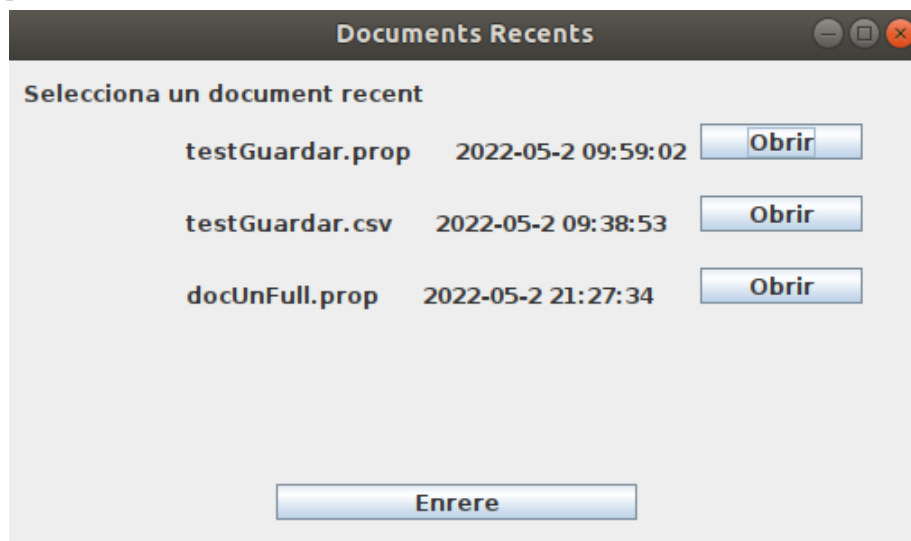 Documents Recents
Selecciona un document recent
testGuardar.prop 2022-05-2 09:59:02 Obrir
testGuardar.csv 2022-05-2 09:38:53 Obrir
docUnFull.prop 2022-05-2 21:27:34 Obrir
Enrere